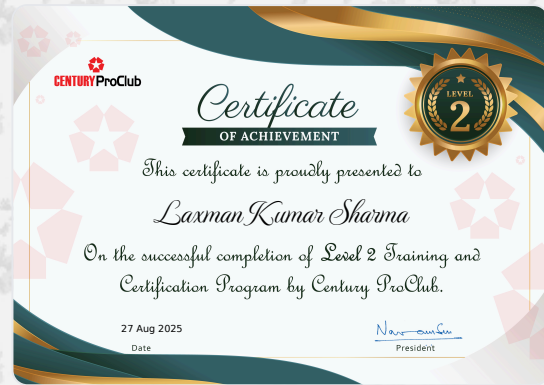 CENTURY ProClub
LEVEL
2
Certificate
OF ACHIEVEMENT
This certificate is proudly presented to
Laxman Kumar Sharma
On the successful completion of Level 2 Training and
Certification Program by Century ProClub.
27 Aug 2025
Date
President